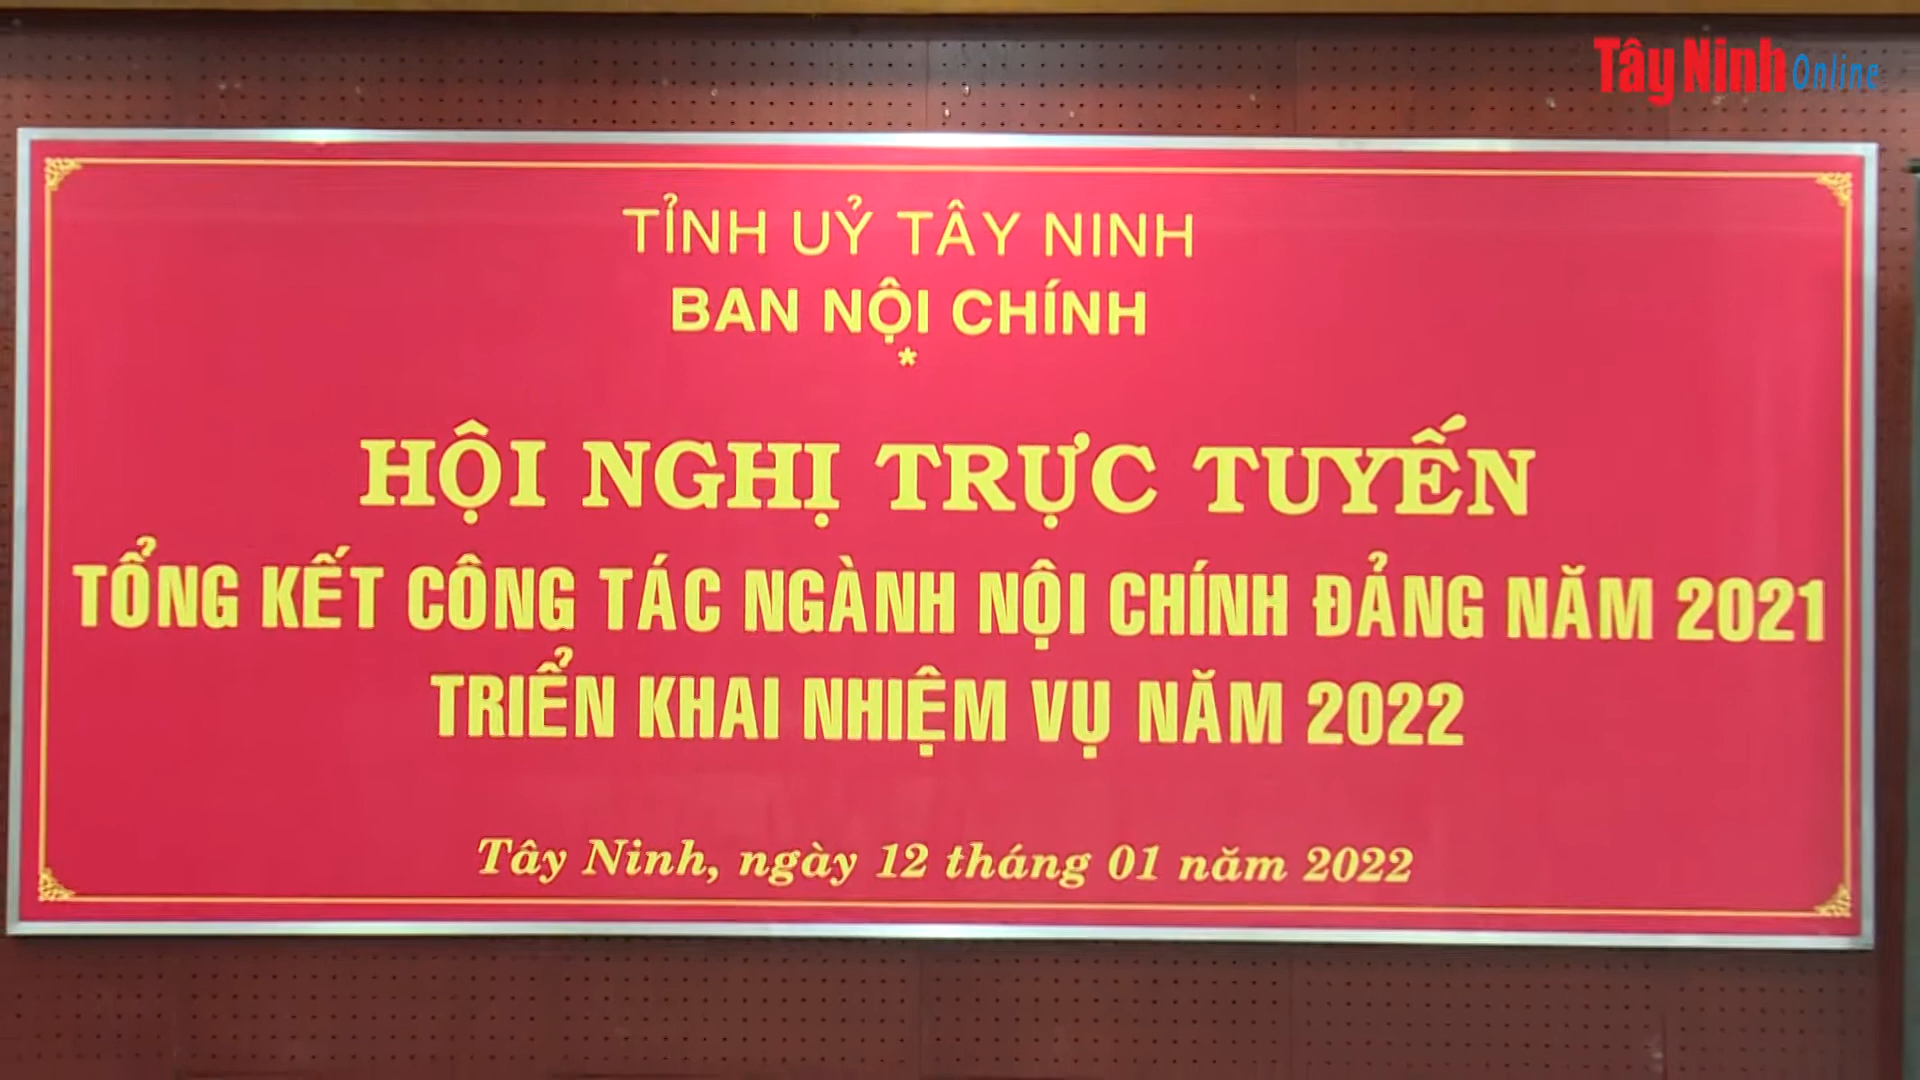 Tây Ninh Online
TỈNH UỶ TÂY NINH
BAN NỘI CHÍNH
*
HỘI NGHỊ TRỰC TUYẾN
TỔNG KẾT CÔNG TÁC NGÀNH NỘI CHÍNH ĐẢNG NĂM 2021
TRIỂN KHAI NHIỆM VỤ NĂM 2022
Tây Ninh, ngày 12 tháng 01 năm 2022